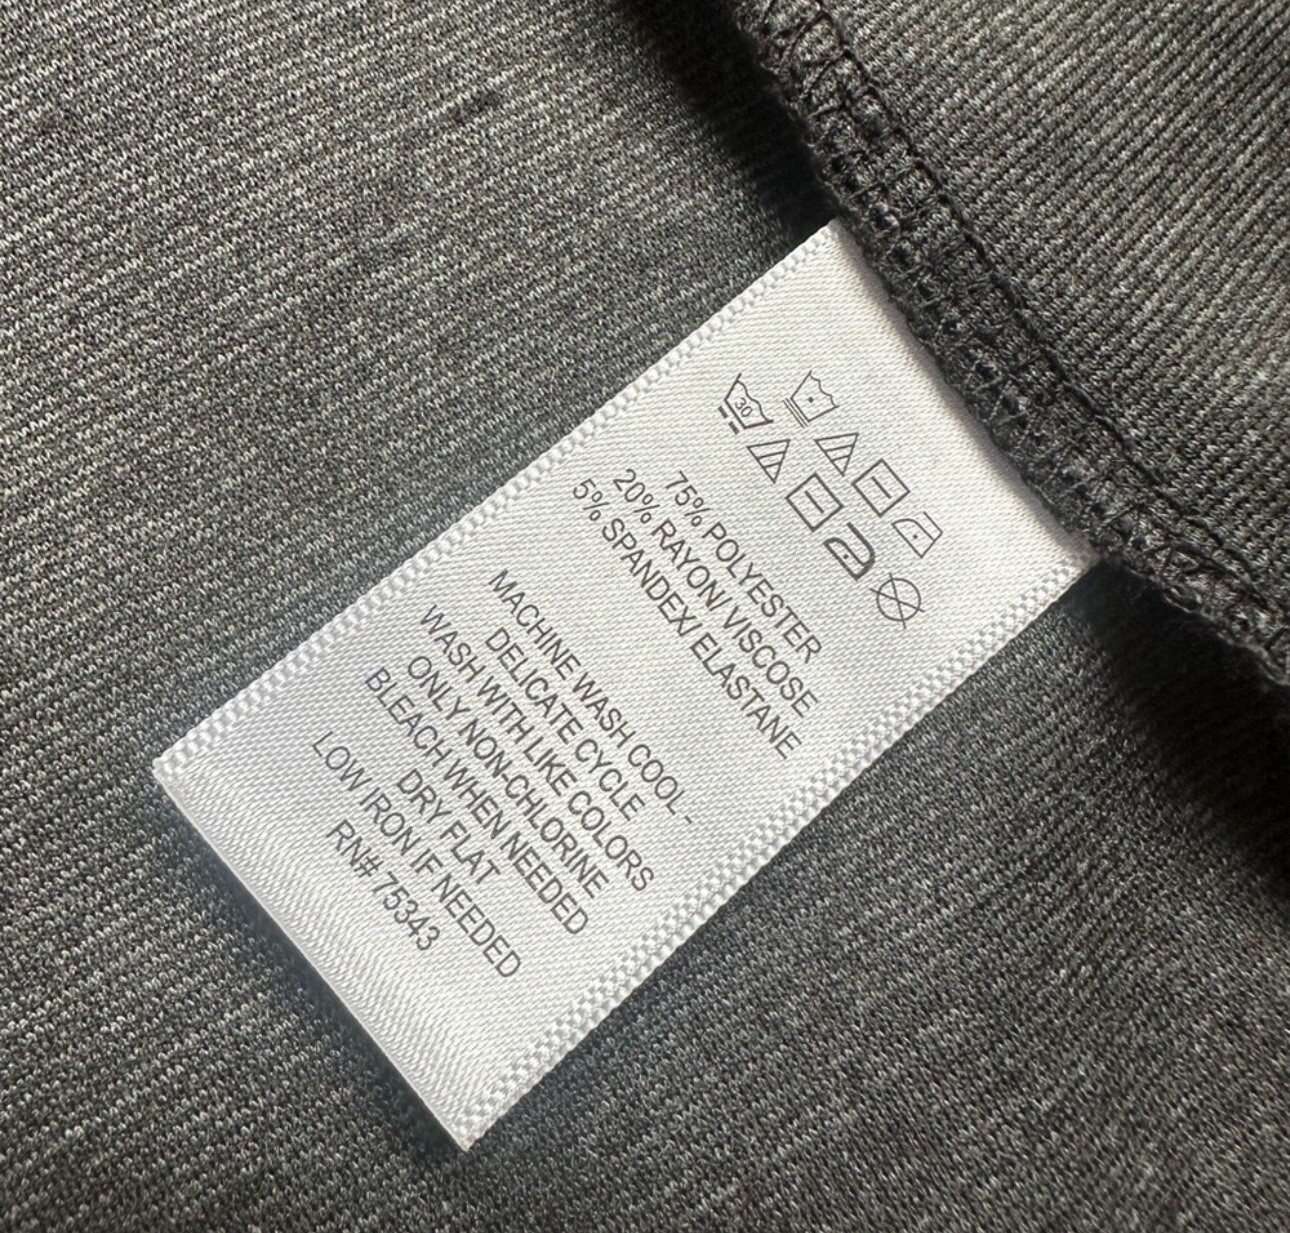 30
75% POLYESTER
20% RAYON/ VISCOSE
5% SPANDEX/ ELASTANE
MACHINE WASH COOL -
DELICATE CYCLE
WASH WITH LIKE COLORS
ONLY NON-CHLORINE
BLEACH WHEN NEEDED
DRY FLAT
LOW IRON IF NEEDED
RN# 75343